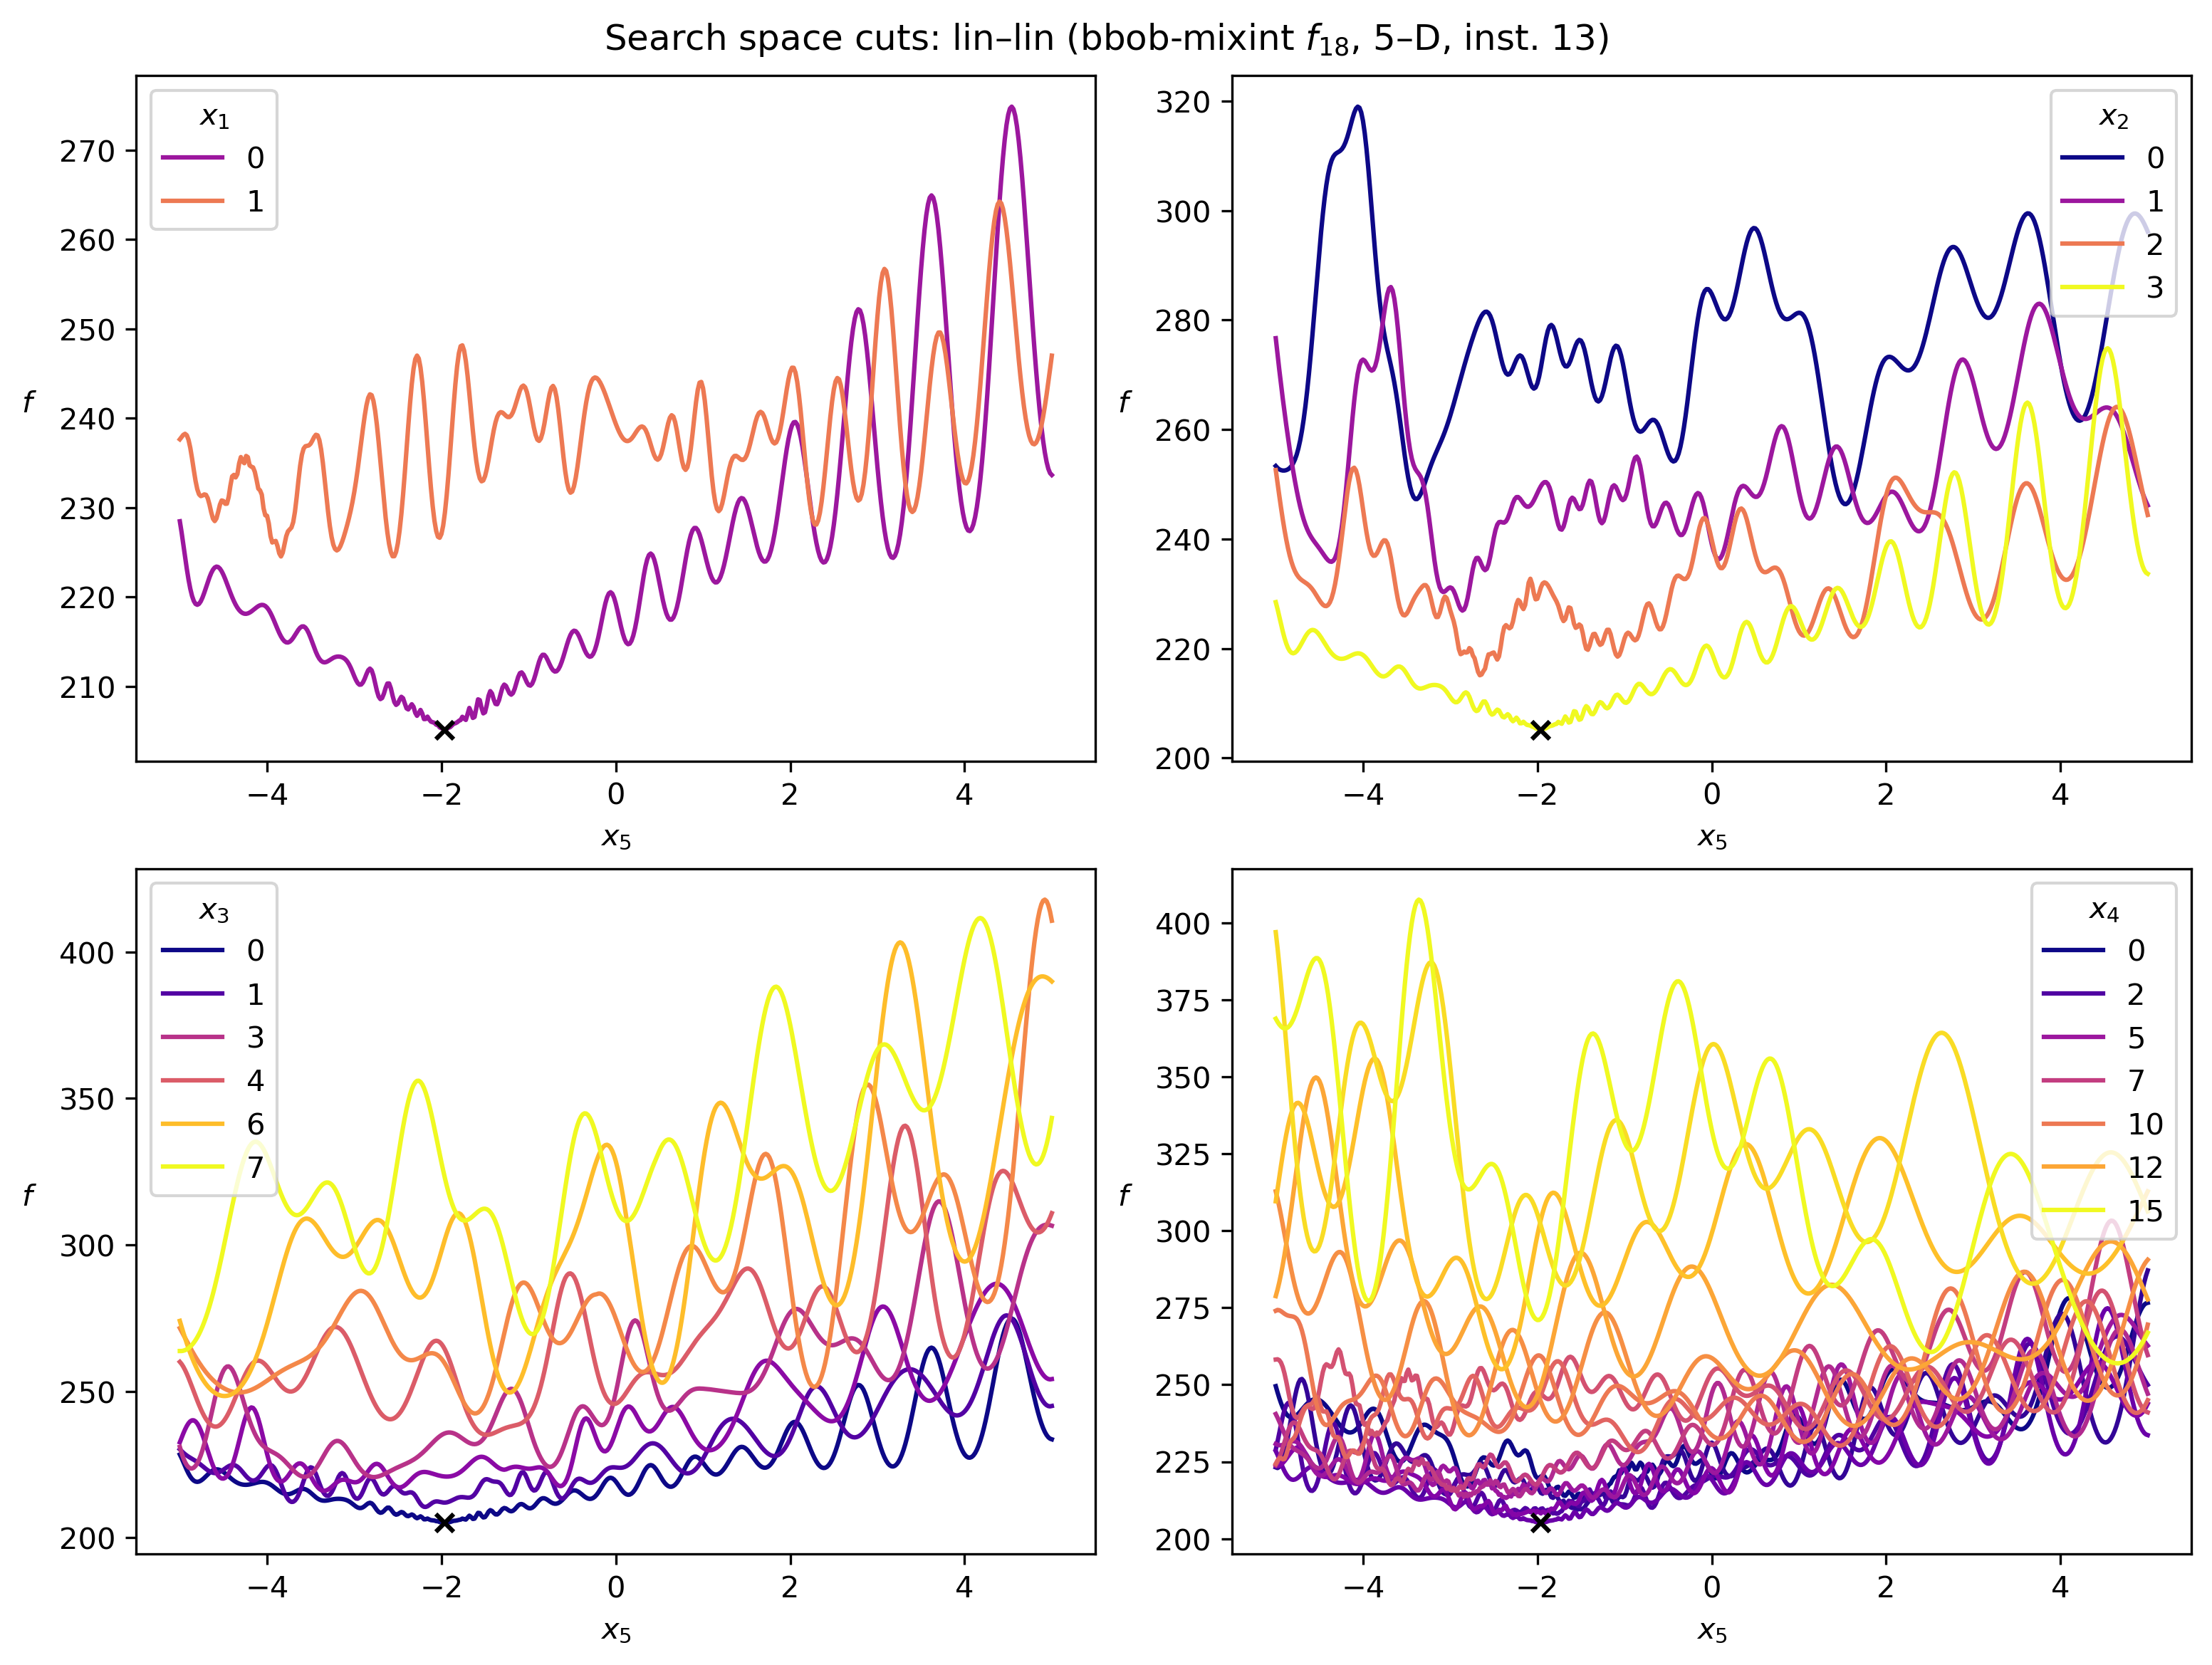 Search space cuts: lin–lin (bbob-mixint f₁₈, 5–D, inst. 13)
x₁
0
1
270
260
250
240
230
220
210
f
−4 −2 0 2 4
x₅
x₂
0
1
2
3
320
300
280
260
240
220
200
f
−4 −2 0 2 4
x₅
x₃
0
1
3
4
6
7
400
350
300
250
200
f
−4 −2 0 2 4
x₅
x₄
0
2
5
7
10
12
15
400
375
350
325
300
275
250
225
200
f
−4 −2 0 2 4
x₅